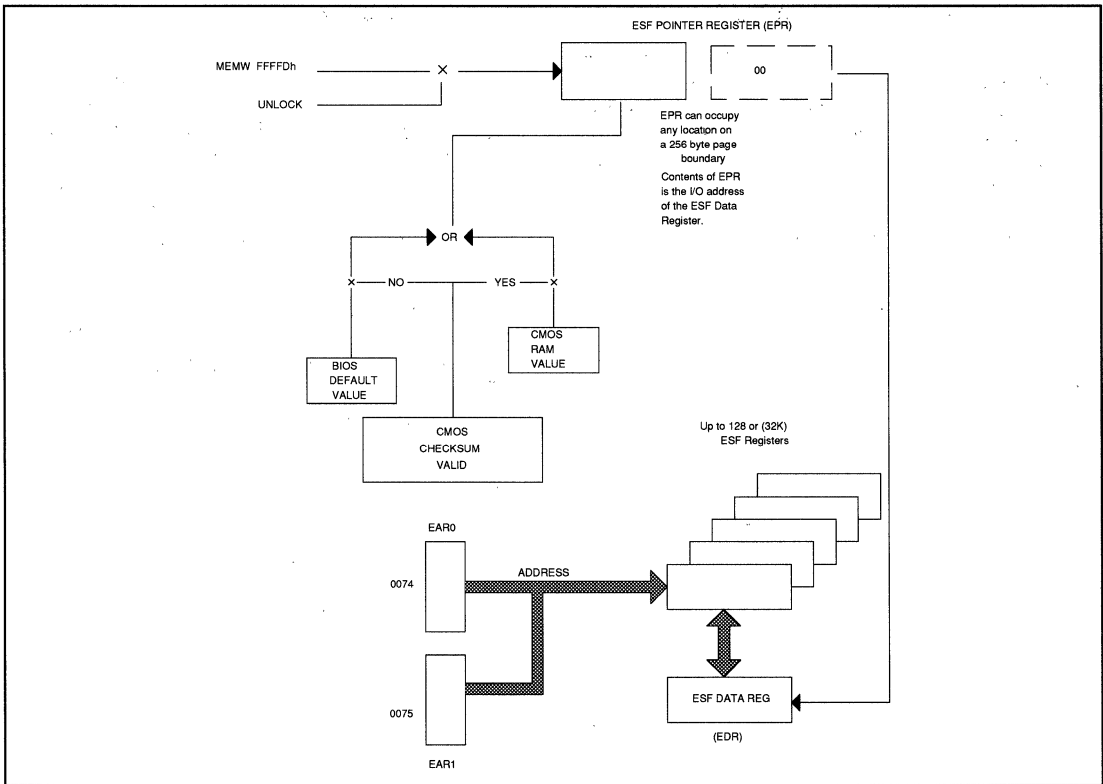 ESF POINTER REGISTER (EPR)
MEMW FFFFDh
00
UNLOCK
EPR can occupy
any location on
a 256 byte page
boundary
Contents of EPR
is the I/O address
of the ESF Data
Register.
OR
NO
YES
CMOS
RAM
VALUE
BIOS
DEFAULT
VALUE
CMOS
CHECKSUM
VALID
Up to 128 or (32K)
ESF Registers
EAR0
ADDRESS
0074
0075
ESF DATA REG
(EDR)
EAR1